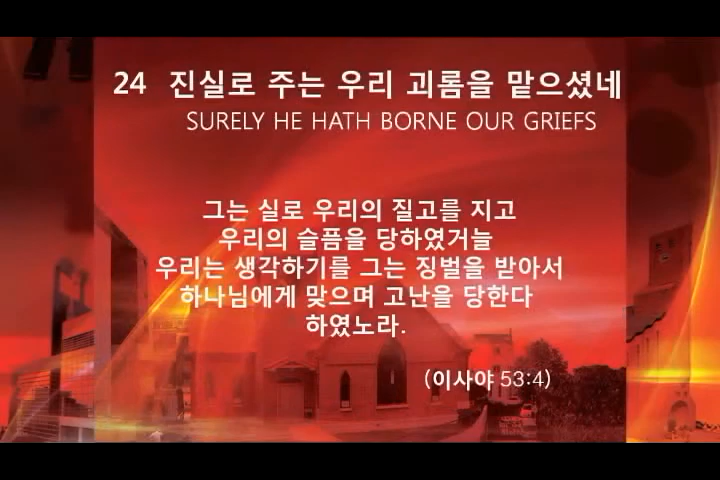 24 진실로 주는 우리 괴롬을 맡으셨네
SURELY HE HATH BORNE OUR GRIEFS
그는 실로 우리의 질고를 지고
우리의 슬픔을 당하였거늘
우리는 생각하기를 그는 징벌을 받아서
하나님에게 맞으며 고난을 당한다
하였노라.
(이사야 53:4)